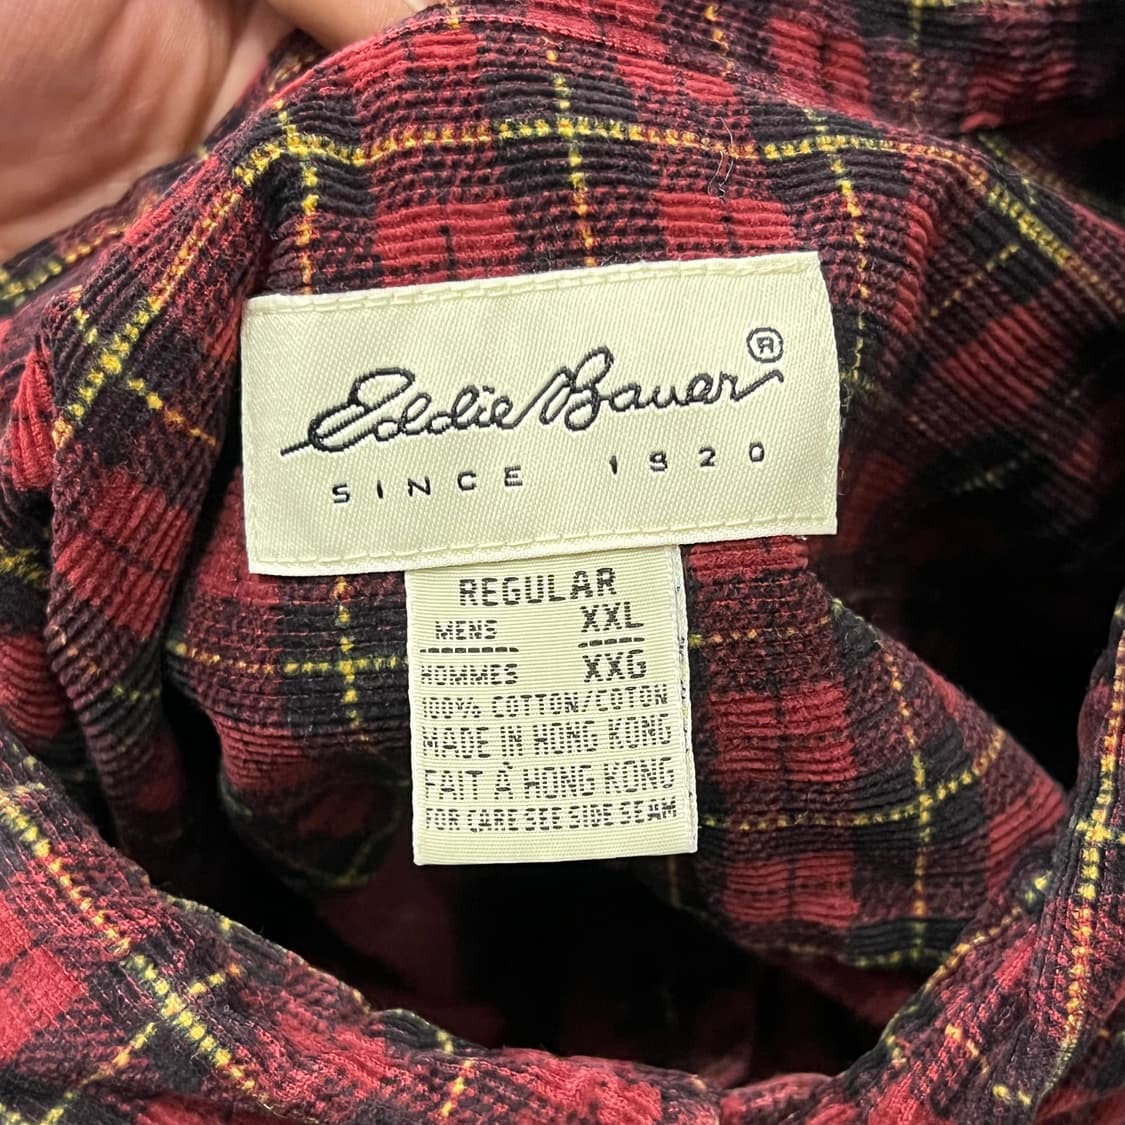 Eddie Bauer ®
SINCE 1920
REGULAR
MENS XXL
HOMMES XXG
100% COTTON/COTON
MADE IN HONG KONG
FAIT À HONG KONG
FOR CARE SEE SIDE SEAM